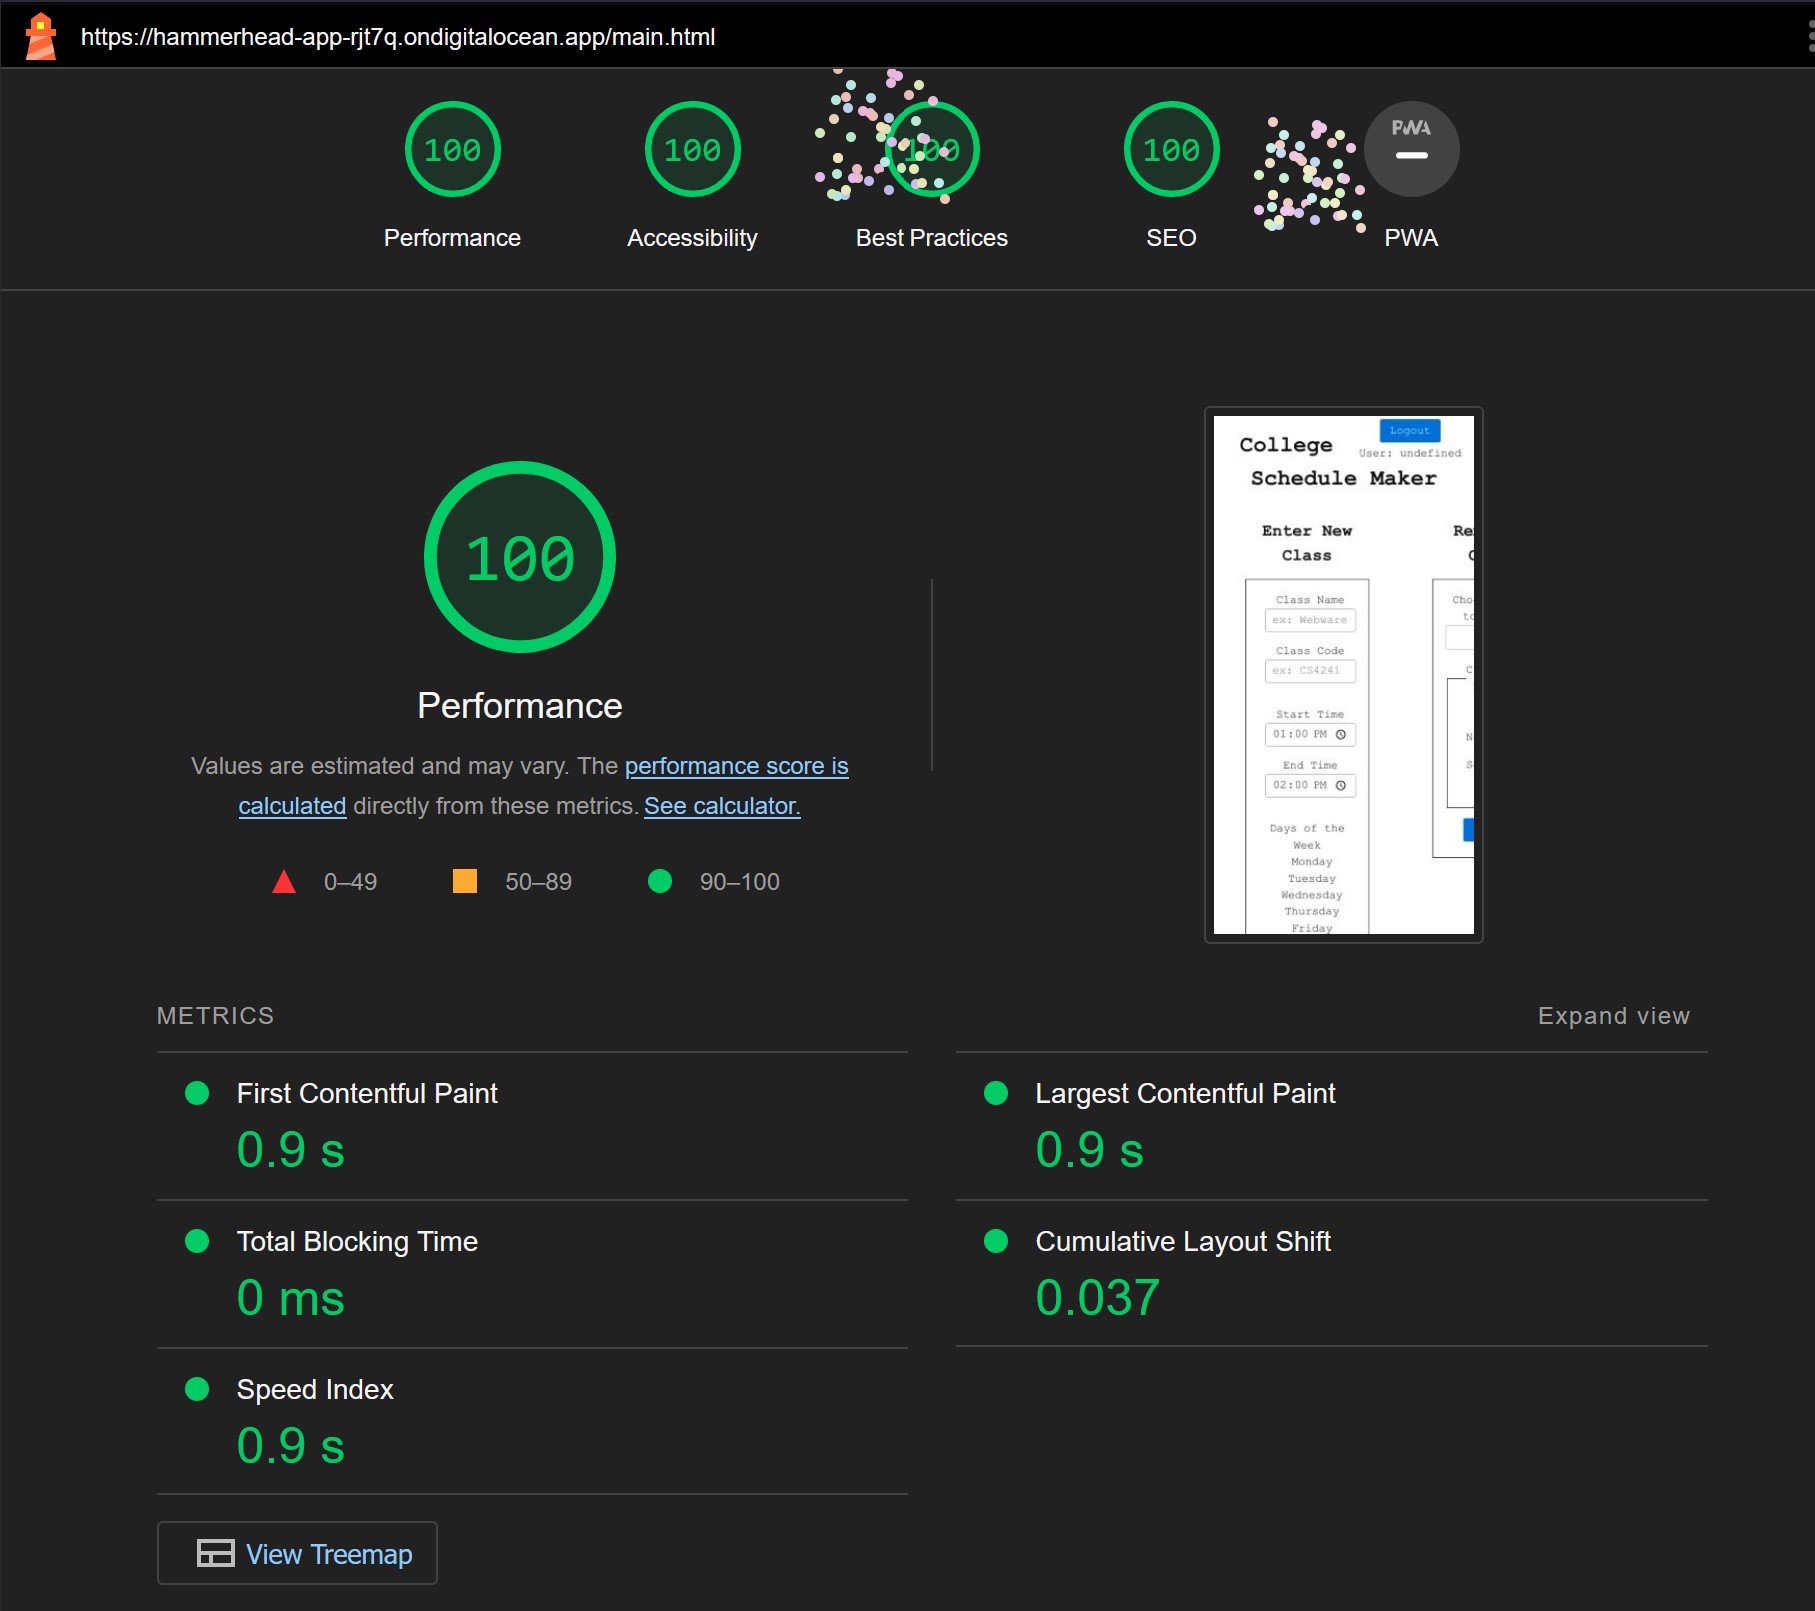 https://hammerhead-app-rjt7q.ondigitalocean.app/main.html
100
100
100
100
PWA
Performance
Accessibility
Best Practices
SEO
PWA
100
Performance
Values are estimated and may vary. The performance score is
calculated directly from these metrics. See calculator.
0–49
50–89
90–100
Logout
User: undefined
College
Schedule Maker
Enter New
Class
Class Name
ex: Webware
Class Code
ex: CS4241
Start Time
01:00 PM
End Time
02:00 PM
Days of the
Week
Monday
Tuesday
Wednesday
Thursday
Friday
METRICS
Expand view
First Contentful Paint
0.9 s
Largest Contentful Paint
0.9 s
Total Blocking Time
0 ms
Cumulative Layout Shift
0.037
Speed Index
0.9 s
View Treemap